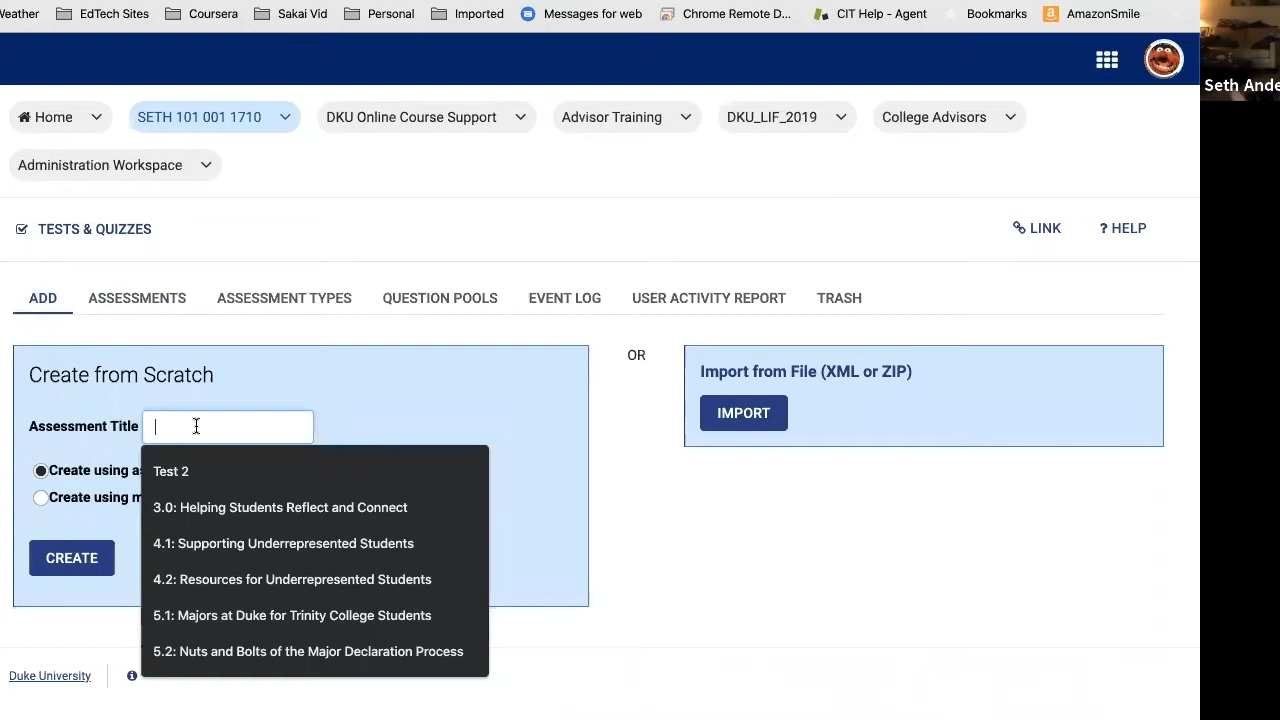 Weather EdTech Sites Coursera Sakai Vid Personal Imported Messages for web Chrome Remote D... CIT Help - Agent Bookmarks AmazonSmile
Seth Ande
Home SETH 101 001 1710 DKU Online Course Support Advisor Training DKU_LIF_2019 College Advisors
Administration Workspace
TESTS & QUIZZES LINK ? HELP
ADD ASSESSMENTS ASSESSMENT TYPES QUESTION POOLS EVENT LOG USER ACTIVITY REPORT TRASH
Create from Scratch
OR
Import from File (XML or ZIP)
IMPORT
Assessment Title
Create using a
Create using m
CREATE
Test 2
3.0: Helping Students Reflect and Connect
4.1: Supporting Underrepresented Students
4.2: Resources for Underrepresented Students
5.1: Majors at Duke for Trinity College Students
5.2: Nuts and Bolts of the Major Declaration Process
Duke University